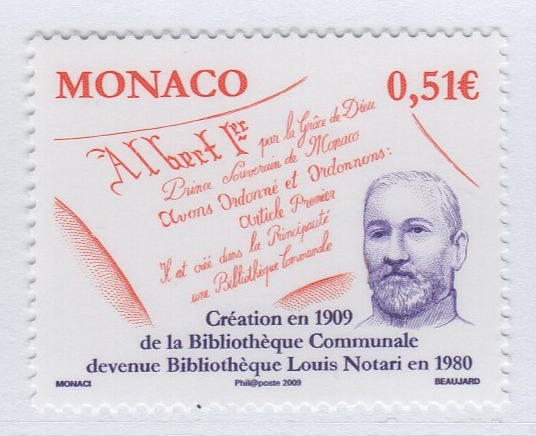 MONACO 0,51€
Albert Ier par la Grâce de Dieu
Prince Souverain de Monaco
avons Ordonné et Ordonnons:
Article Premier
Il est créé dans la Principauté
une Bibliothèque Communale
Création en 1909
de la Bibliothèque Communale
devenue Bibliothèque Louis Notari en 1980
MONACI Phil@poste 2009 BEAUJARD